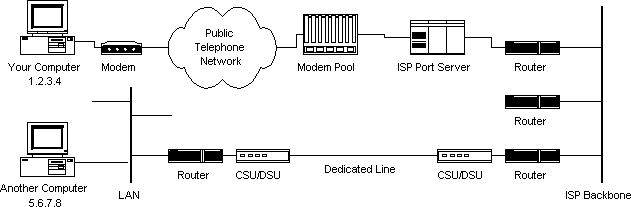 Public
Telephone
Network
Your Computer
1.2.3.4
Modem
Modem Pool
ISP Port Server
Router
Router
Another Computer
5.6.7.8
LAN
Router
CSU/DSU
Dedicated Line
CSU/DSU
Router
ISP Backbone